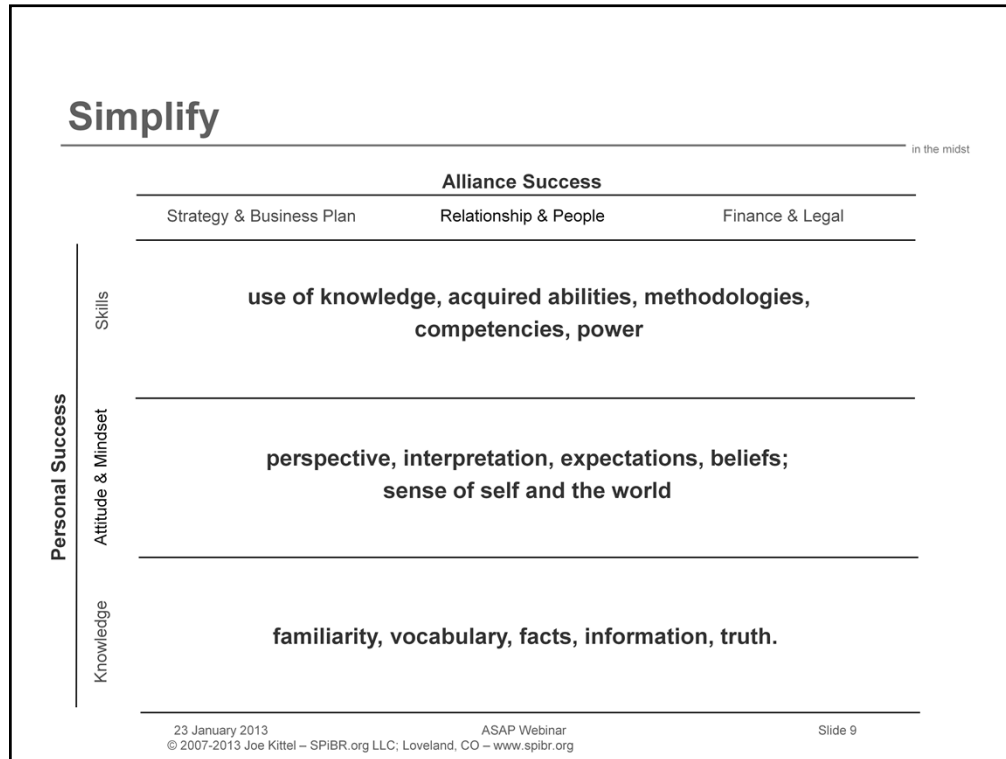 Simplify
in the midst
Alliance Success
Strategy & Business Plan Relationship & People Finance & Legal
Personal Success
Skills
use of knowledge, acquired abilities, methodologies,
competencies, power
Attitude & Mindset
perspective, interpretation, expectations, beliefs;
sense of self and the world
Knowledge
familiarity, vocabulary, facts, information, truth.
23 January 2013 ASAP Webinar Slide 9
© 2007-2013 Joe Kittel – SPiBR.org LLC; Loveland, CO – www.spibr.org